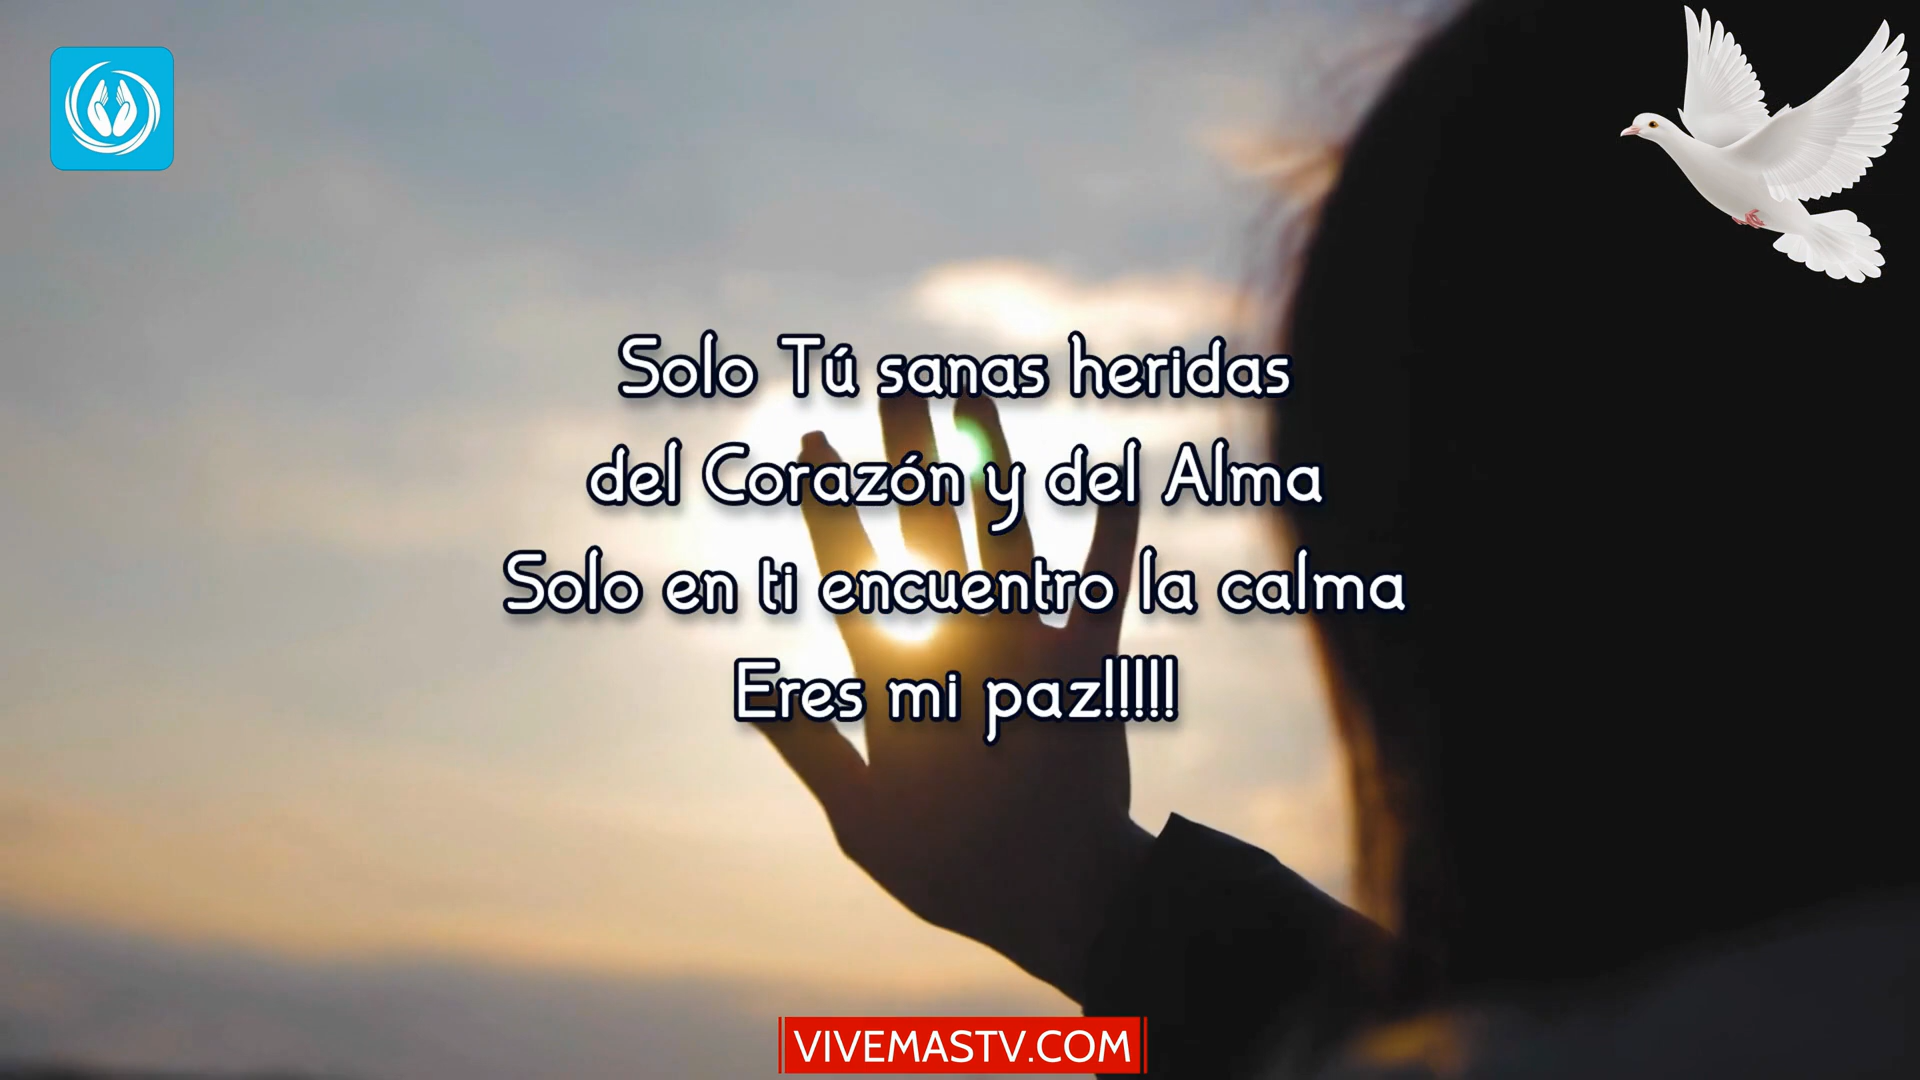 Solo Tú sanas heridas
del Corazón y del Alma
Solo en ti encuentro la calma
Eres mi paz!!!!!
VIVEMASTV.COM